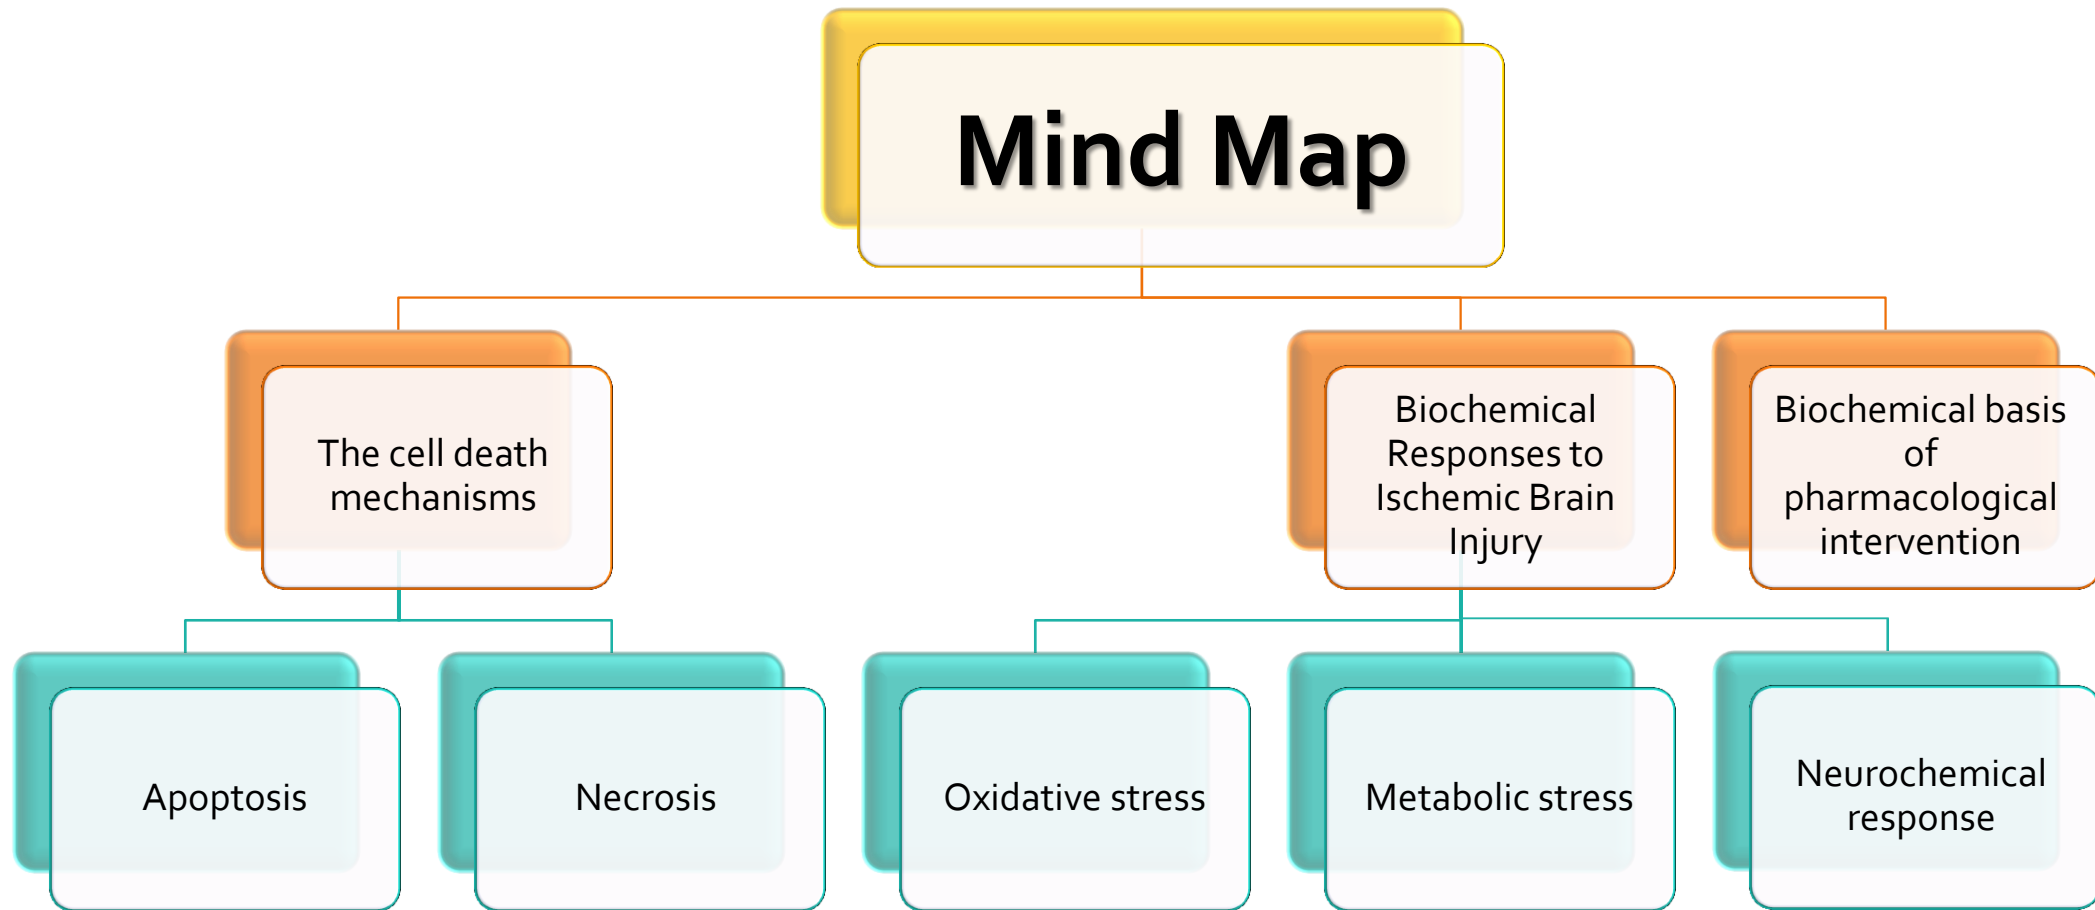 Mind Map
The cell death
mechanisms
Biochemical
Responses to
Ischemic Brain
Injury
Biochemical basis
of
pharmacological
intervention
Apoptosis
Necrosis
Oxidative stress
Metabolic stress
Neurochemical
response